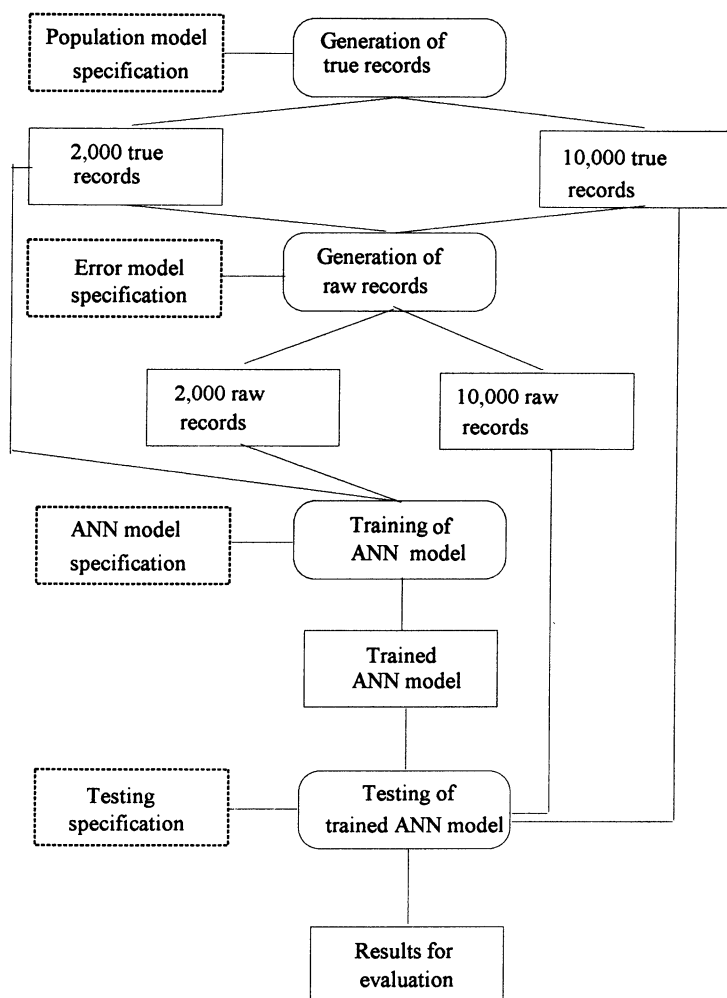 Population model
specification
Generation of
true records
2,000 true
records
10,000 true
records
Error model
specification
Generation of
raw records
2,000 raw
records
10,000 raw
records
ANN model
specification
Training of
ANN model
Trained
ANN model
Testing
specification
Testing of
trained ANN model
Results for
evaluation